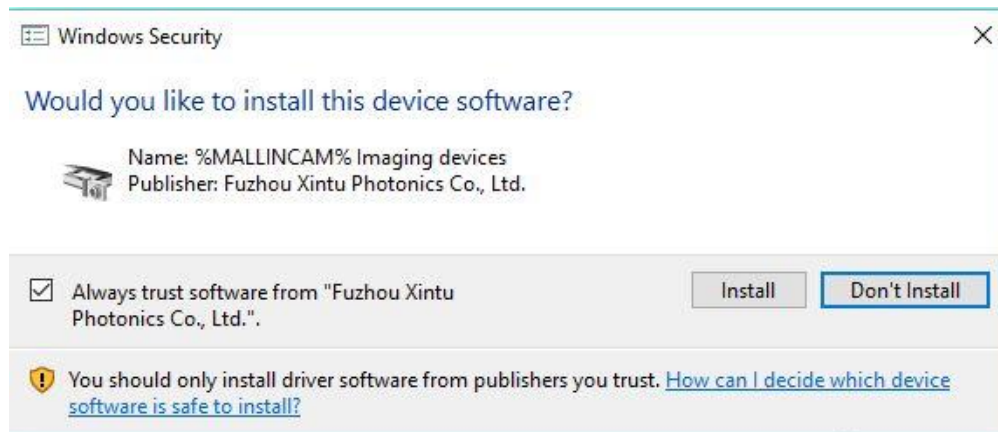 Windows Security
Would you like to install this device software?
Name: %MALLINCAM% Imaging devices
Publisher: Fuzhou Xintu Photonics Co., Ltd.
Always trust software from "Fuzhou Xintu
Photonics Co., Ltd.".
Install
Don't Install
You should only install driver software from publishers you trust. How can I decide which device
software is safe to install?